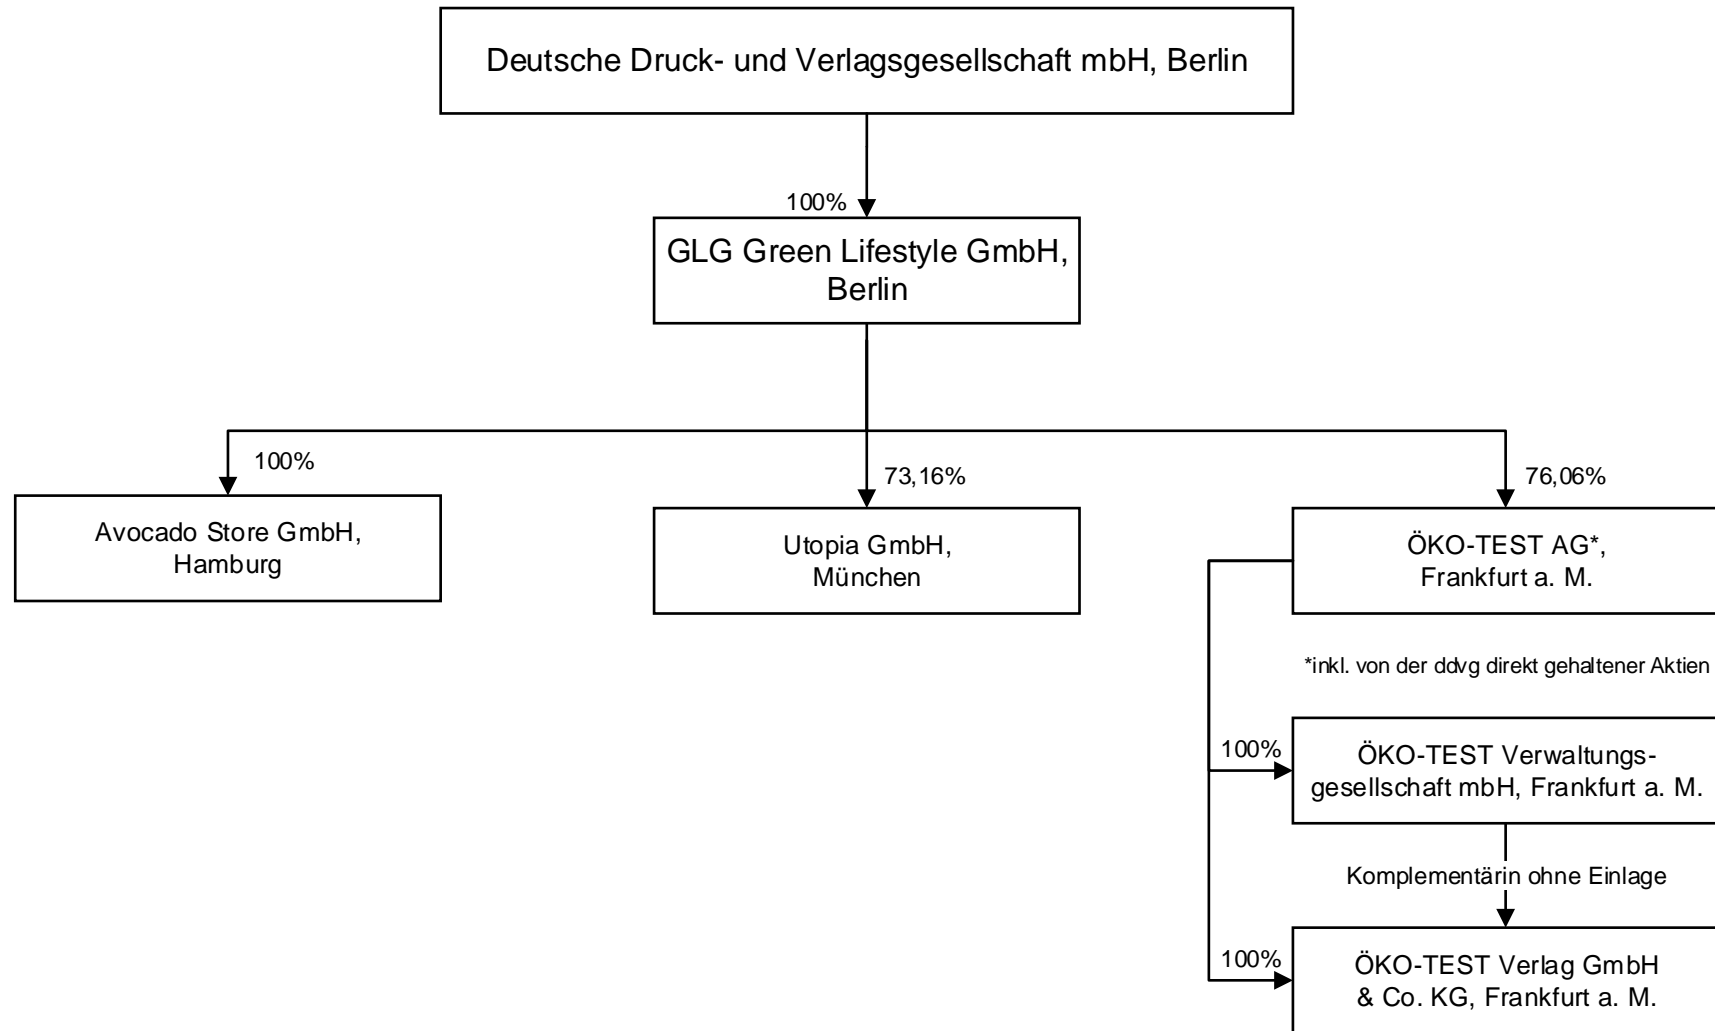 Deutsche Druck- und Verlagsgesellschaft mbH, Berlin
100%
GLG Green Lifestyle GmbH,
Berlin
100%
73,16%
76,06%
Avocado Store GmbH,
Hamburg
Utopia GmbH,
München
ÖKO-TEST AG*,
Frankfurt a. M.
*inkl. von der ddvg direkt gehaltener Aktien
100%
ÖKO-TEST Verwaltungs-
gesellschaft mbH, Frankfurt a. M.
Komplementärin ohne Einlage
100%
ÖKO-TEST Verlag GmbH
& Co. KG, Frankfurt a. M.